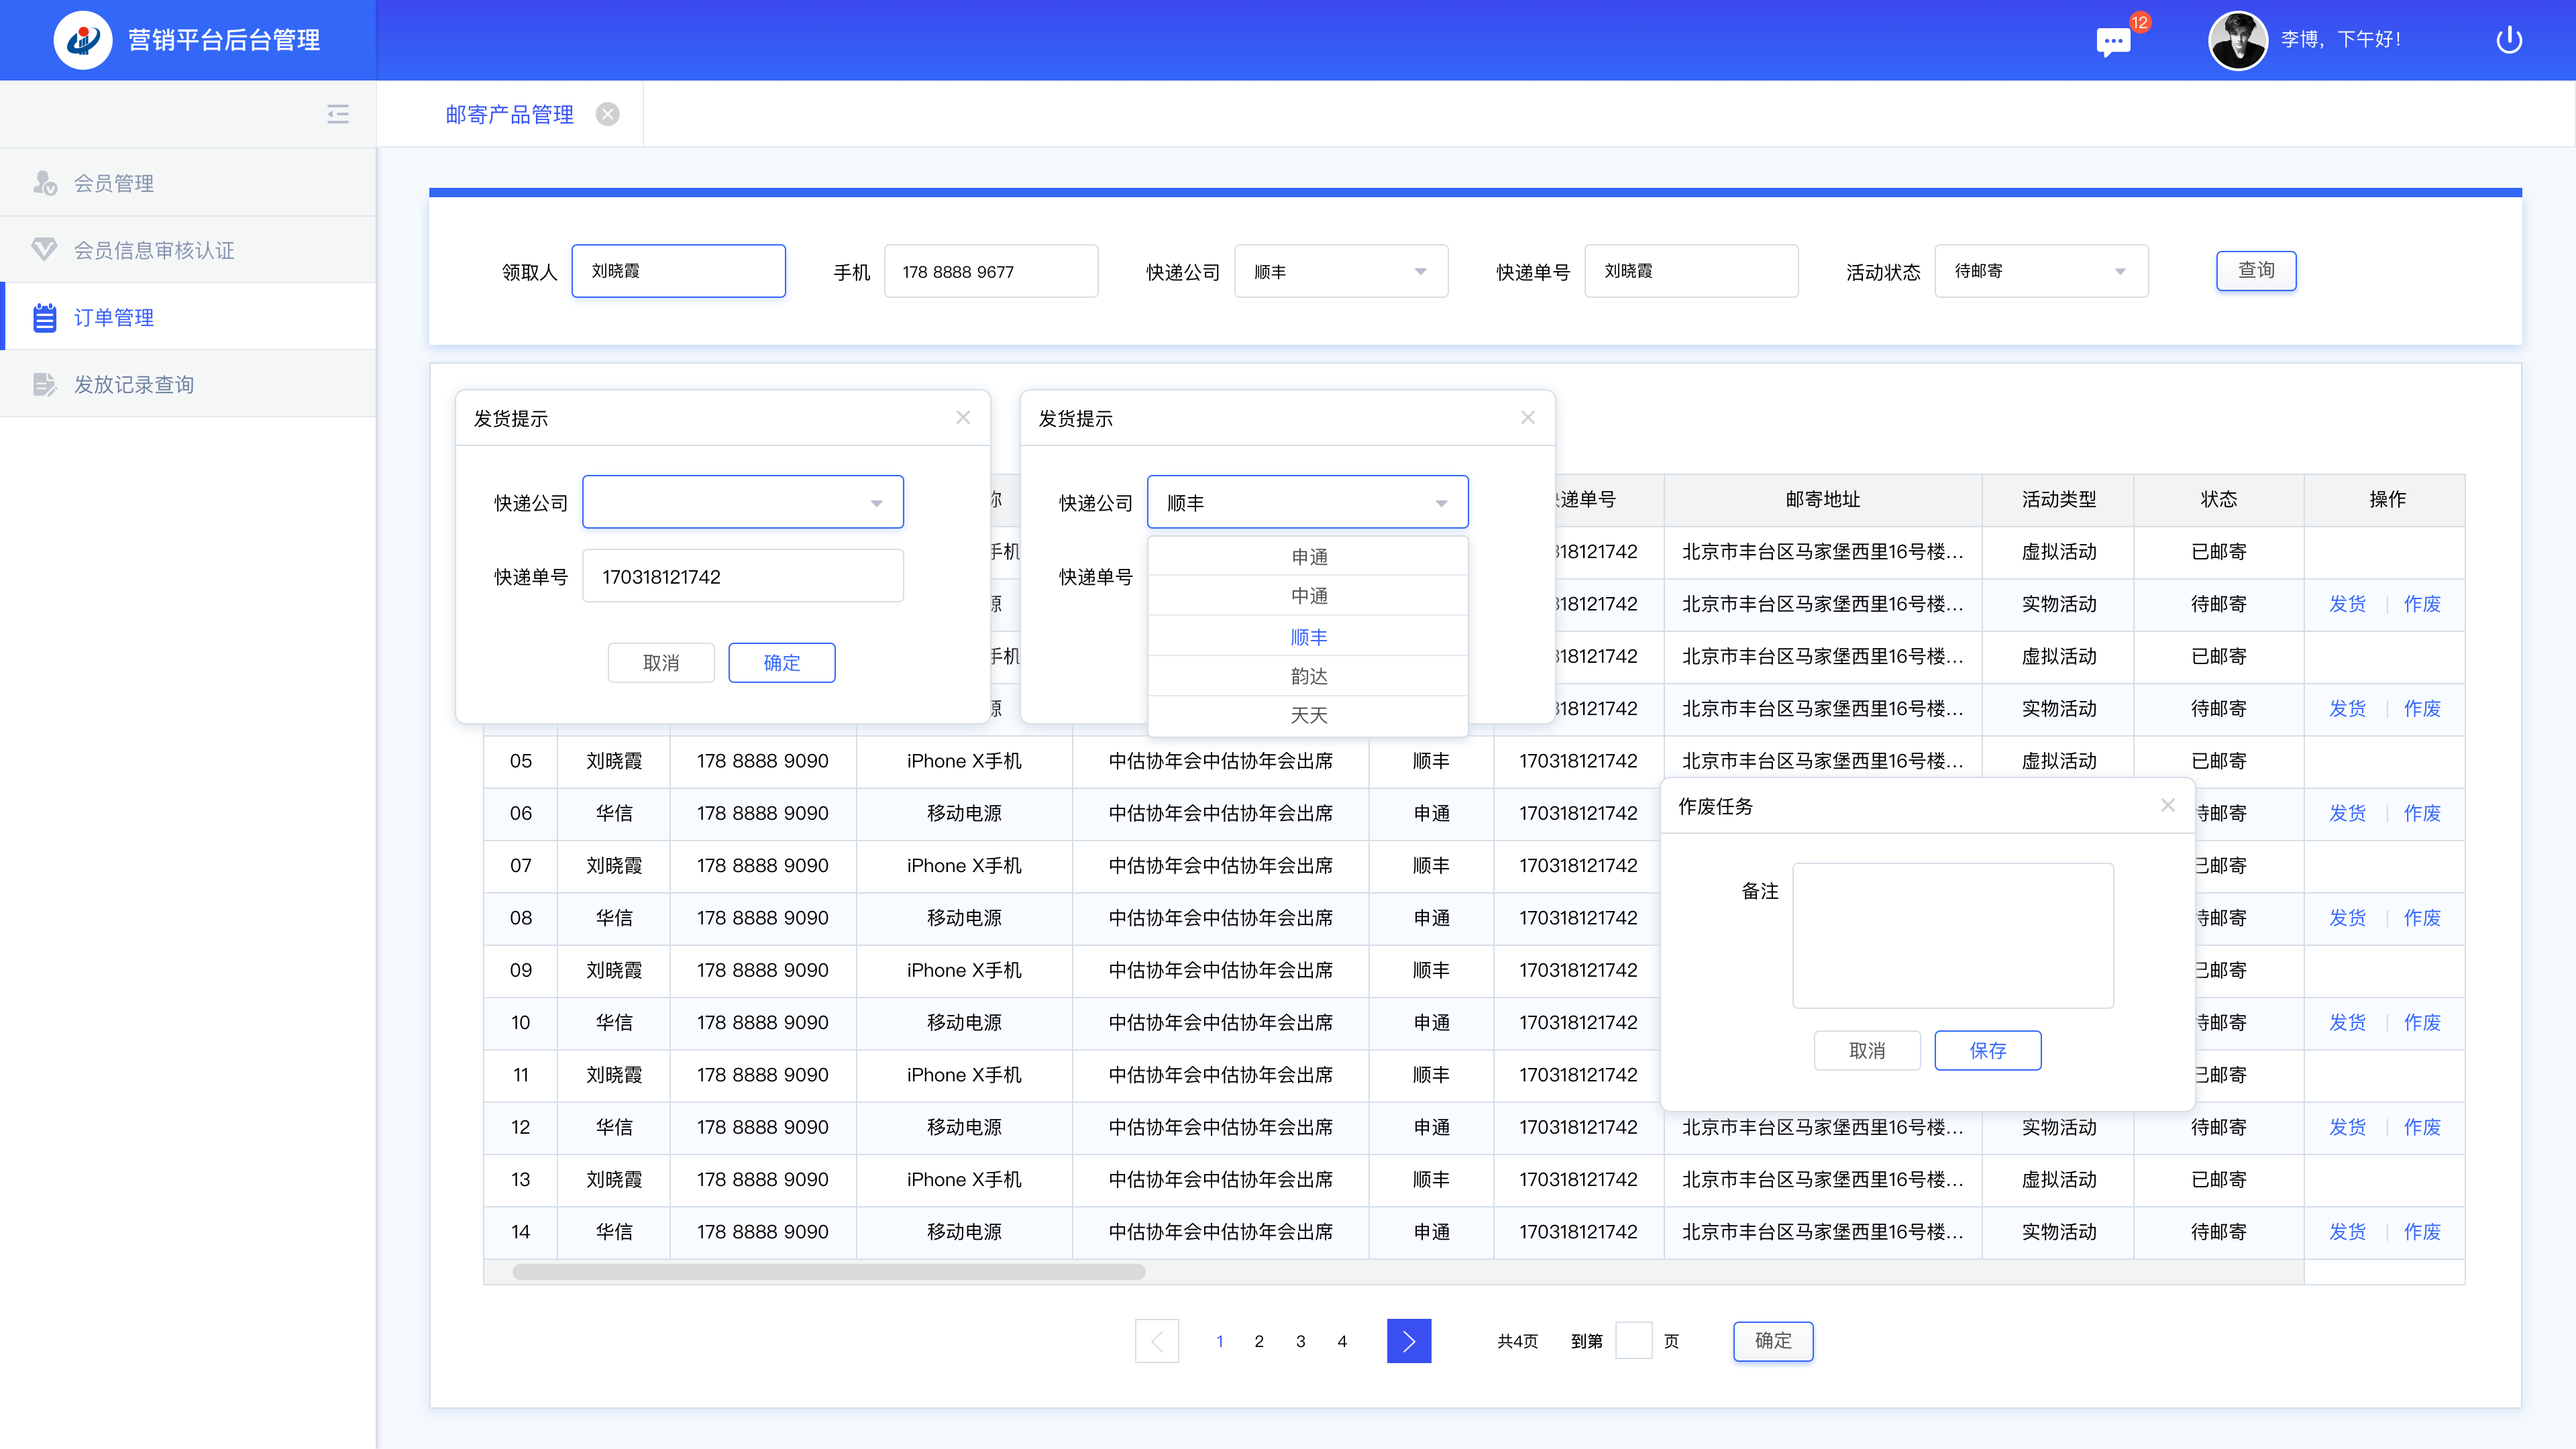 营销平台后台管理
12
李博，下午好！
邮寄产品管理
会员管理
会员信息审核认证
订单管理
发放记录查询
领取人 刘晓霞 手机 178 8888 9677 快递公司 顺丰 快递单号 刘晓霞 活动状态 待邮寄 查询
发货提示
快递公司
快递单号 170318121742
取消 确定
发货提示
快递公司 顺丰
快递单号
申通
中通
顺丰
韵达
天天
称 递单号 邮寄地址 活动类型 状态 操作
手机 318121742 北京市丰台区马家堡西里16号楼... 虚拟活动 已邮寄
源 318121742 北京市丰台区马家堡西里16号楼... 实物活动 待邮寄 发货 作废
手机 318121742 北京市丰台区马家堡西里16号楼... 虚拟活动 已邮寄
源 318121742 北京市丰台区马家堡西里16号楼... 实物活动 待邮寄 发货 作废
05 刘晓霞 178 8888 9090 iPhone X手机 中估协年会中估协年会出席 顺丰 170318121742 北京市丰台区马家堡西里16号楼... 虚拟活动 已邮寄
06 华信 178 8888 9090 移动电源 中估协年会中估协年会出席 申通 170318121742 待邮寄 发货 作废
07 刘晓霞 178 8888 9090 iPhone X手机 中估协年会中估协年会出席 顺丰 170318121742 已邮寄
08 华信 178 8888 9090 移动电源 中估协年会中估协年会出席 申通 170318121742 待邮寄 发货 作废
09 刘晓霞 178 8888 9090 iPhone X手机 中估协年会中估协年会出席 顺丰 170318121742 已邮寄
10 华信 178 8888 9090 移动电源 中估协年会中估协年会出席 申通 170318121742 待邮寄 发货 作废
11 刘晓霞 178 8888 9090 iPhone X手机 中估协年会中估协年会出席 顺丰 170318121742 已邮寄
12 华信 178 8888 9090 移动电源 中估协年会中估协年会出席 申通 170318121742 北京市丰台区马家堡西里16号楼... 实物活动 待邮寄 发货 作废
13 刘晓霞 178 8888 9090 iPhone X手机 中估协年会中估协年会出席 顺丰 170318121742 北京市丰台区马家堡西里16号楼... 虚拟活动 已邮寄
14 华信 178 8888 9090 移动电源 中估协年会中估协年会出席 申通 170318121742 北京市丰台区马家堡西里16号楼... 实物活动 待邮寄 发货 作废
作废任务
备注
取消 保存
1 2 3 4 共4页 到第 页 确定